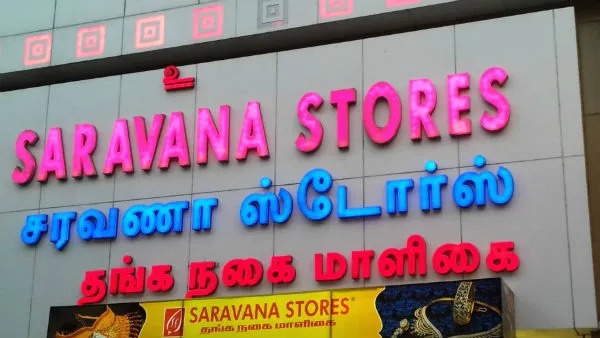 உ
SARAVANA STORES
சரவணா ஸ்டோர்ஸ்
தங்க நகை மாளிகை
SARAVANA STORES®
தங்க நகை மாளிகை